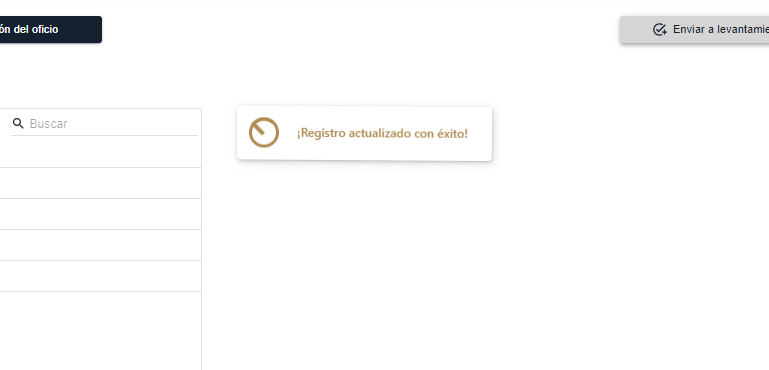 ón del oficio
Enviar a levantamie
Buscar
¡Registro actualizado con éxito!